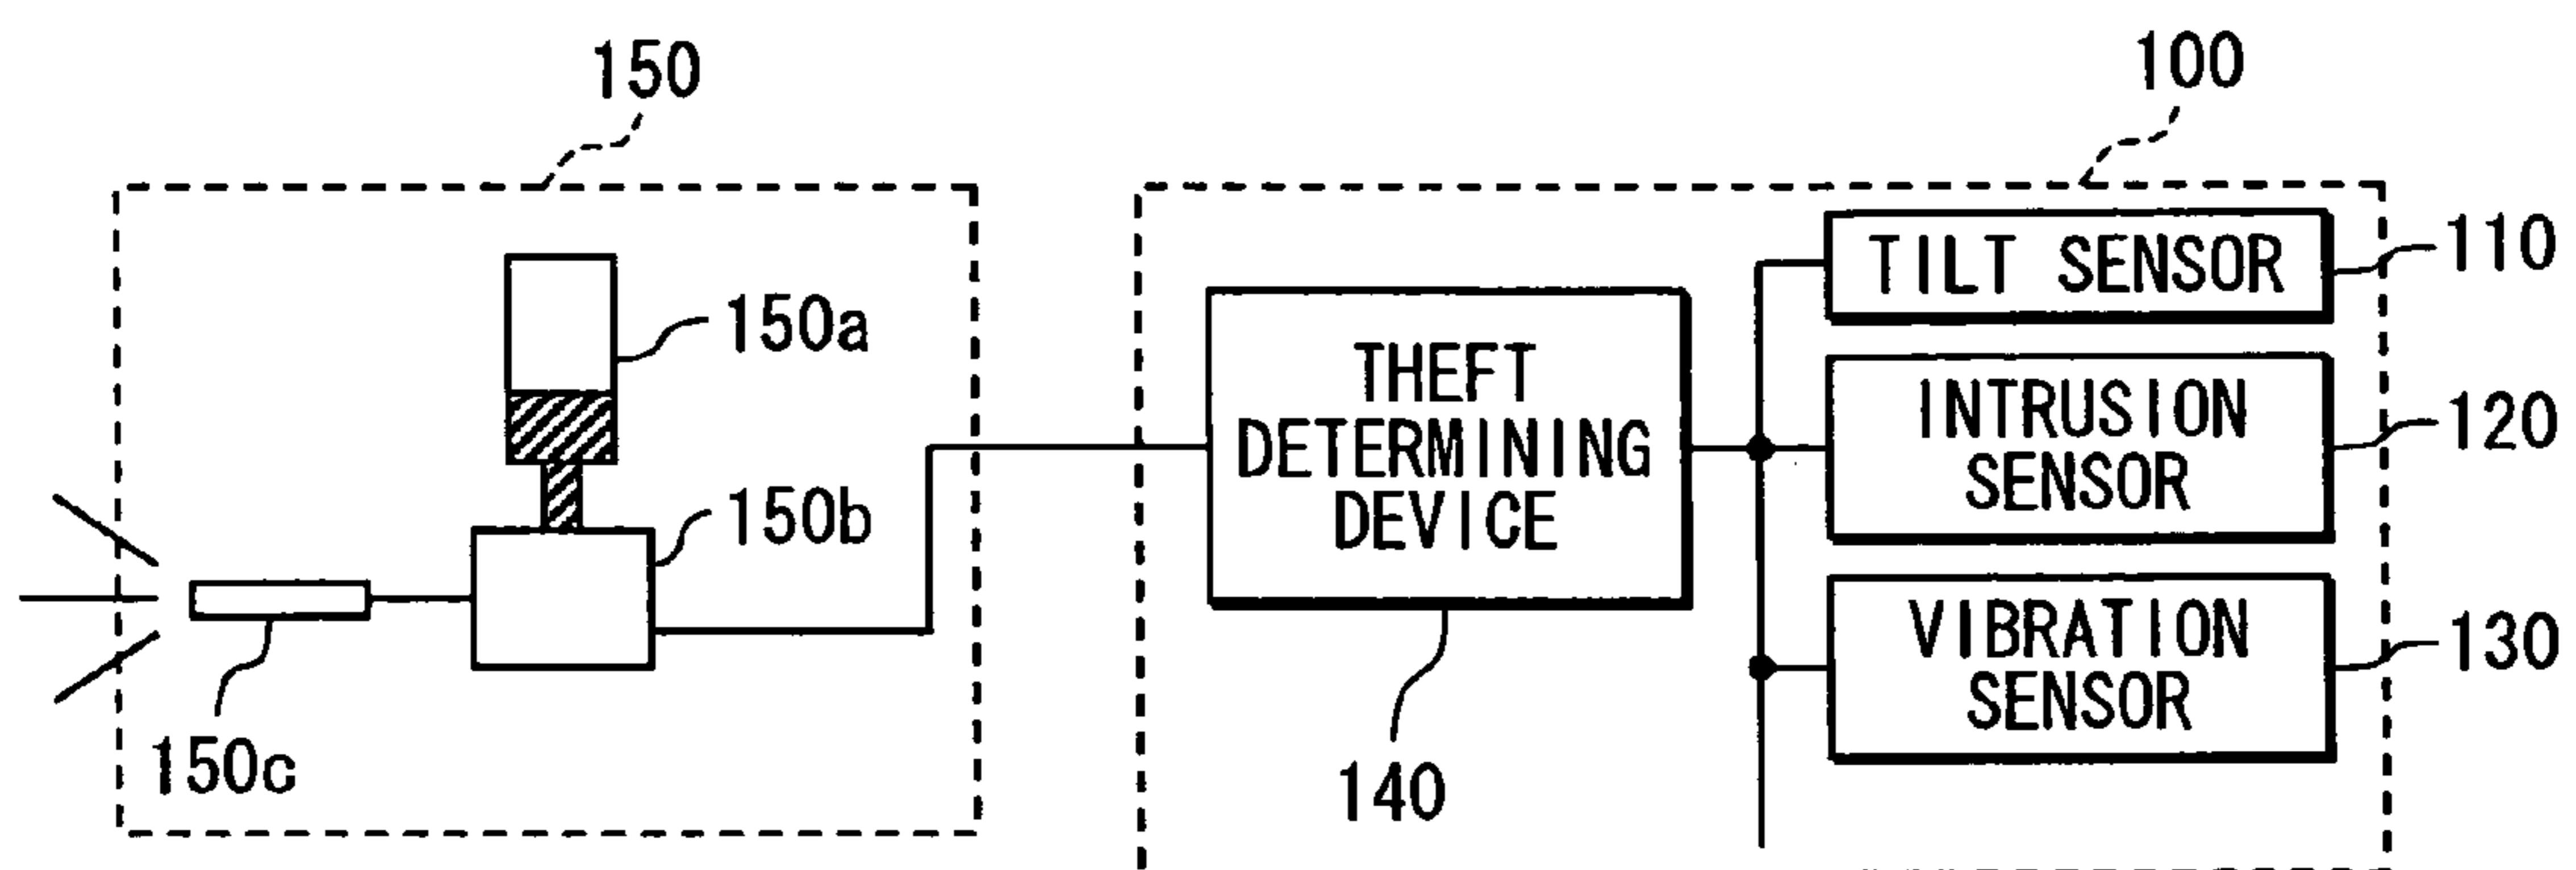 150
100
TILT SENSOR
110
150a
THEFT
DETERMINING
DEVICE
INTRUSION
SENSOR
120
150b
VIBRATION
SENSOR
130
150c
140